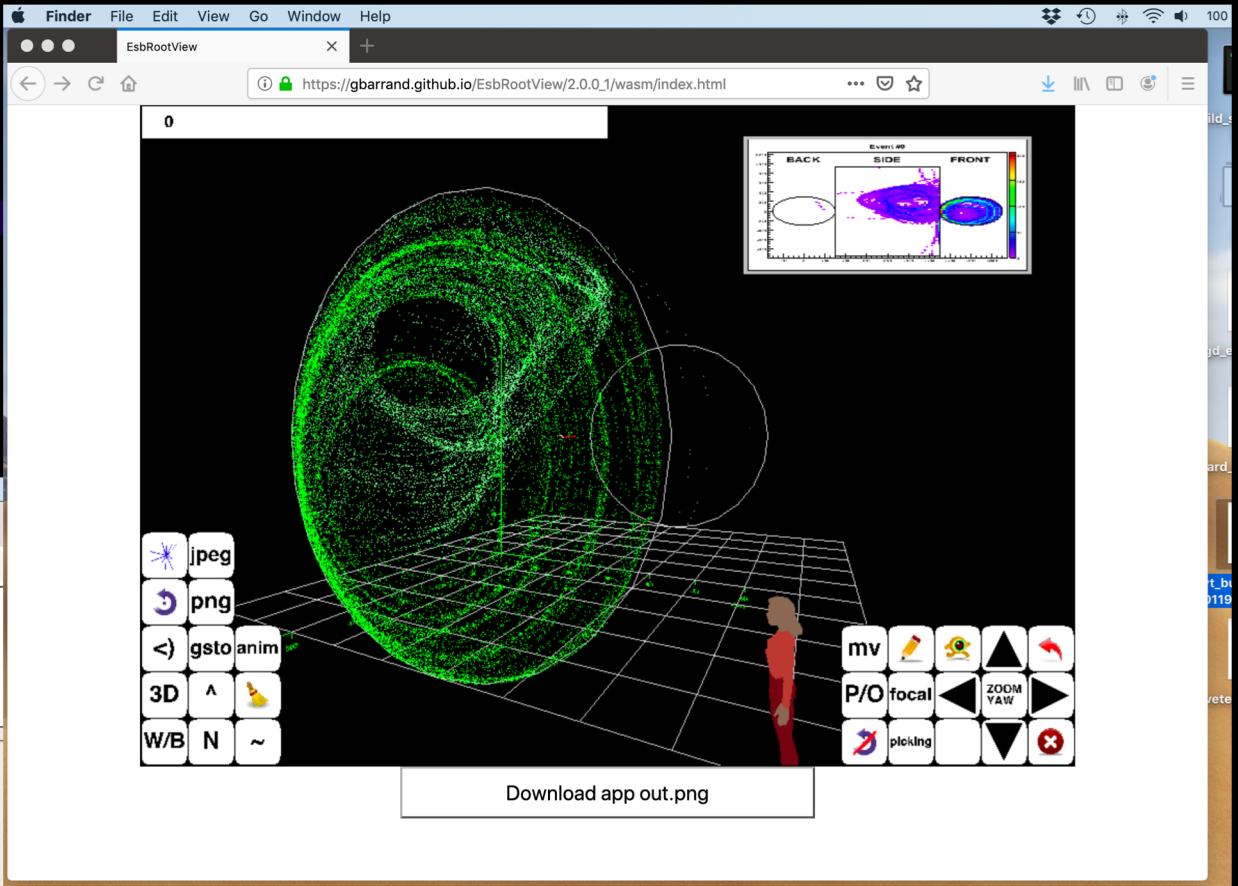 Finder File Edit View Go Window Help 100
EsbRootView
https://gbarrand.github.io/EsbRootView/2.0.0_1/wasm/index.html
0
Event #0
BACK SIDE FRONT
jpeg
png
<) gsto anim
3D ^
W/B N ~
mv
P/O focal ZOOM
YAW
picking
Download app out.png